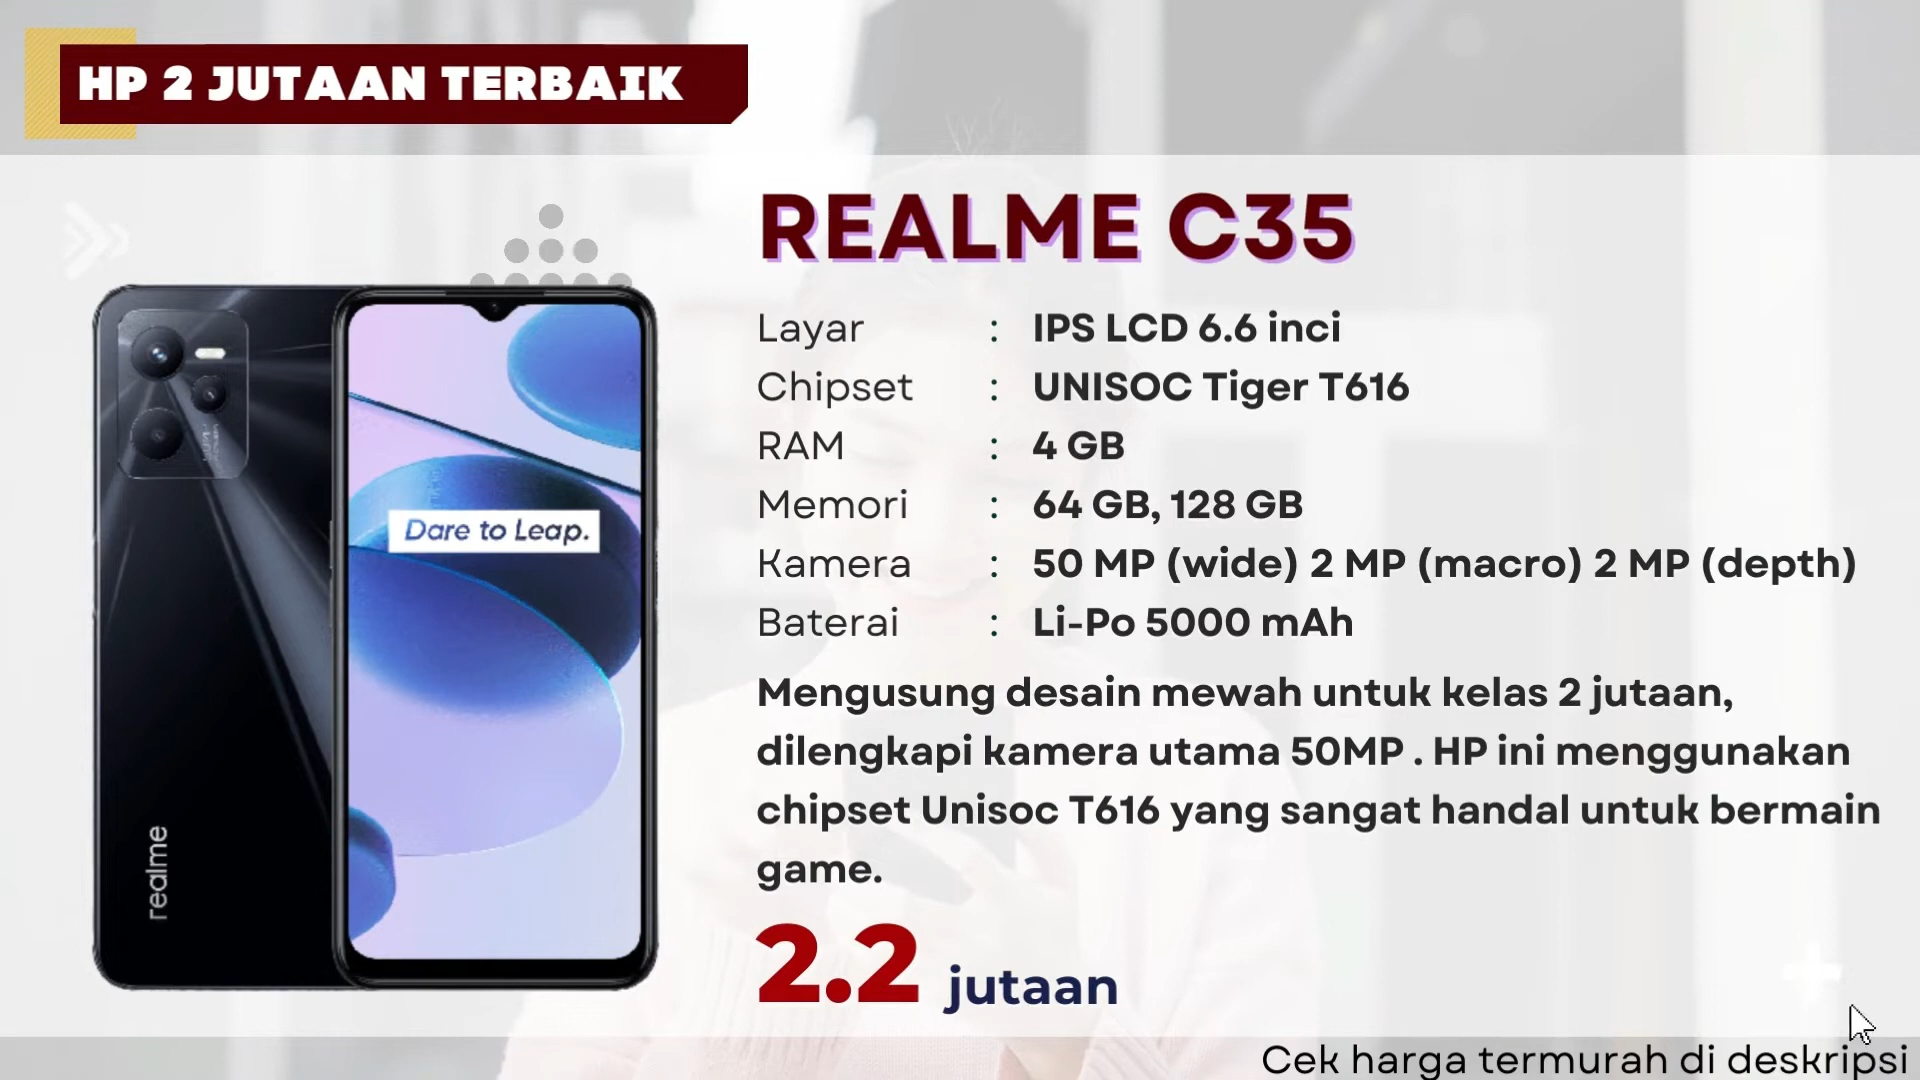 HP 2 JUTAAN TERBAIK
REALME C35
Layar : IPS LCD 6.6 inci
Chipset : UNISOC Tiger T616
RAM : 4 GB
Memori : 64 GB, 128 GB
Kamera : 50 MP (wide) 2 MP (macro) 2 MP (depth)
Baterai : Li-Po 5000 mAh
Mengusung desain mewah untuk kelas 2 jutaan,
dilengkapi kamera utama 50MP . HP ini menggunakan
chipset Unisoc T616 yang sangat handal untuk bermain
game.
2.2 jutaan
Dare to Leap.
realme
Cek harga termurah di deskripsi